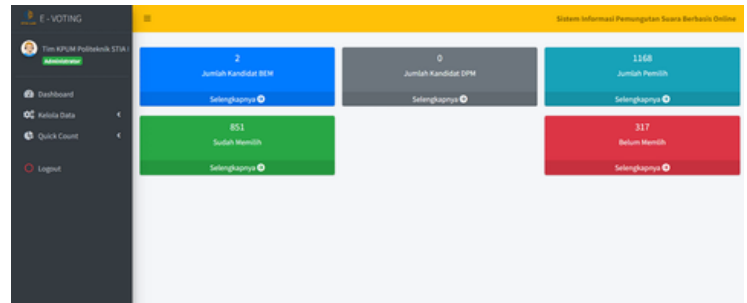 E - VOTING
Sistem Informasi Pemungutan Suara Berbasis Online
Tim KPUM Politeknik STIA
Administrator
Dashboard
Kelola Data
Quick Count
Logout
2
Jumlah Kandidat BEM
Selengkapnya
0
Jumlah Kandidat DPM
Selengkapnya
1168
Jumlah Pemilih
Selengkapnya
851
Sudah Memilih
Selengkapnya
317
Belum Memilih
Selengkapnya